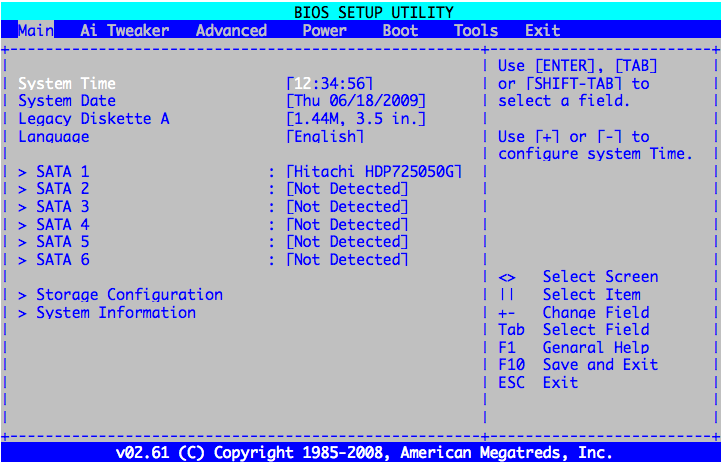 BIOS SETUP UTILITY
Main Ai Tweaker Advanced Power Boot Tools Exit
Use [ENTER], [TAB]
System Time [12:34:56] or [SHIFT-TAB] to
System Date [Thu 06/18/2009] select a field.
Legacy Diskette A [1.44M, 3.5 in.]
Language [English] Use [+] or [-] to
configure system Time.
> SATA 1 : [Hitachi HDP725050G]
> SATA 2 : [Not Detected]
> SATA 3 : [Not Detected]
> SATA 4 : [Not Detected]
> SATA 5 : [Not Detected]
> SATA 6 : [Not Detected]
<> Select Screen
> Storage Configuration || Select Item
> System Information +- Change Field
Tab Select Field
F1 Genaral Help
F10 Save and Exit
ESC Exit
v02.61 (C) Copyright 1985-2008, American Megatreds, Inc.